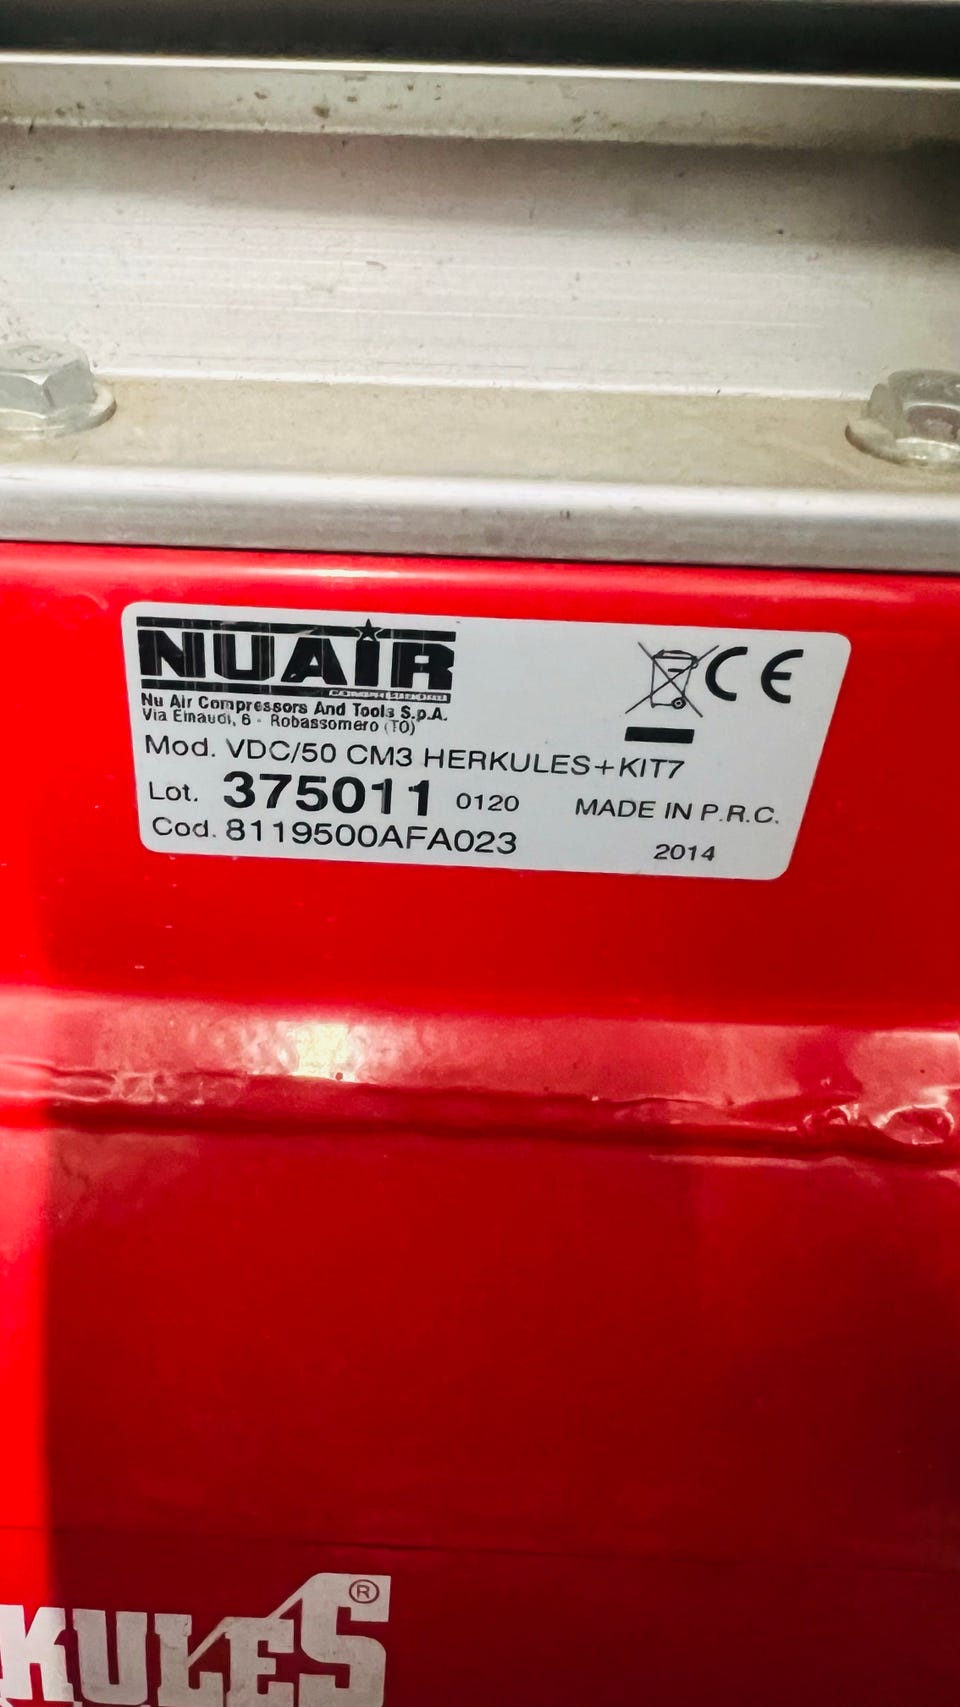 NUAIR
COMPRESSORI
Nu Air Compressors And Tools S.p.A.
Via Einaudi, 6 - Robassomero (TO)
CE
Mod. VDC/50 CM3 HERKULES+KIT7
Lot. 375011 0120 MADE IN P.R.C.
Cod. 8119500AFA023 2014
KULES®